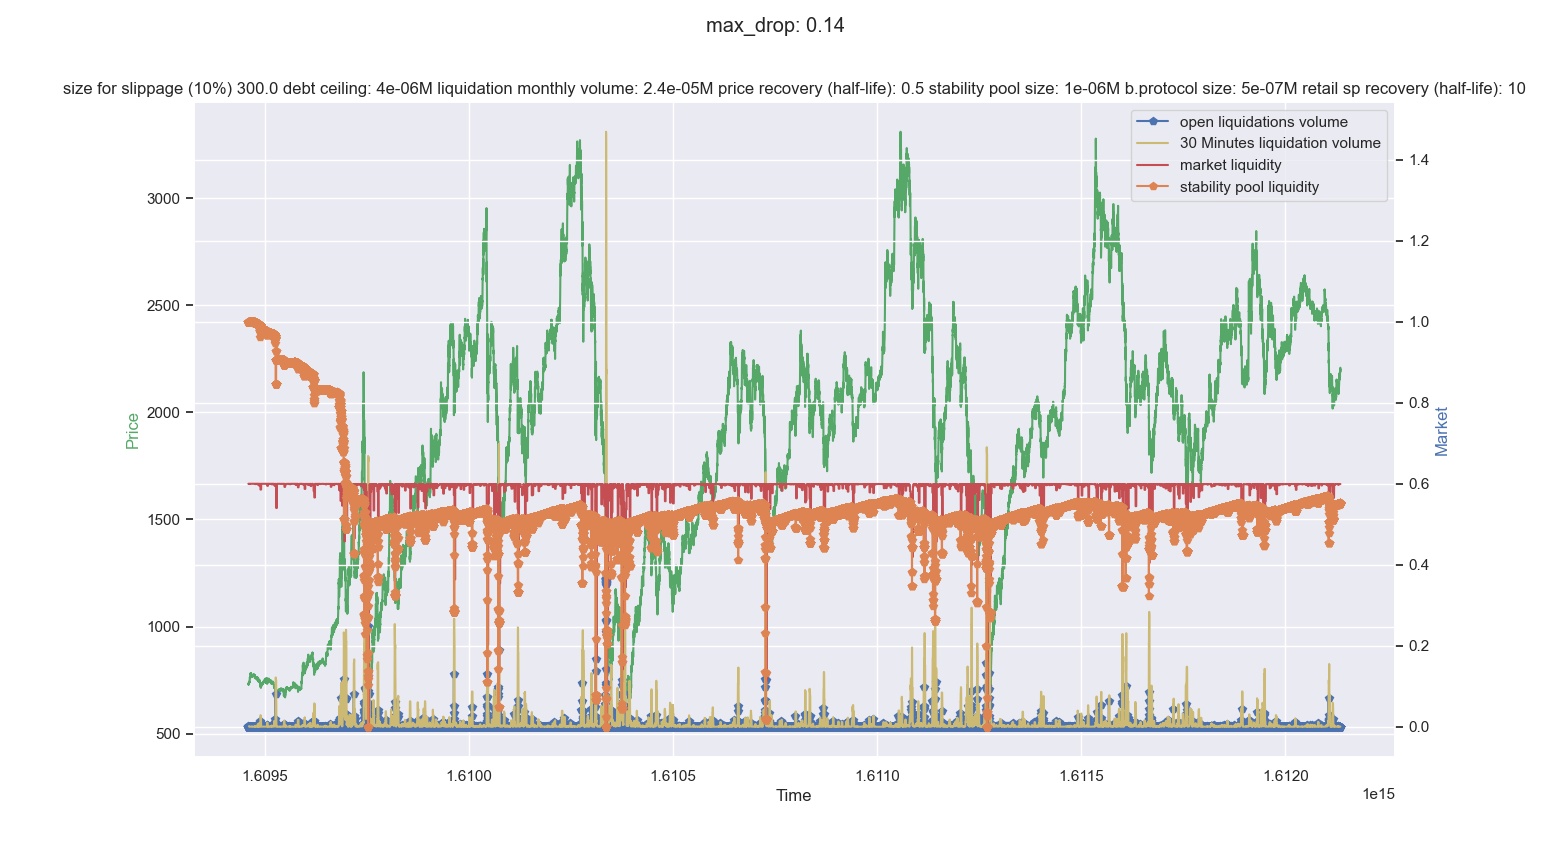 max_drop: 0.14
size for slippage (10%) 300.0 debt ceiling: 4e-06M liquidation monthly volume: 2.4e-05M price recovery (half-life): 0.5 stability pool size: 1e-06M b.protocol size: 5e-07M retail sp recovery (half-life): 10
open liquidations volume
30 Minutes liquidation volume
market liquidity
stability pool liquidity
3000
2500
2000
1500
1000
500
Price
1.4
1.2
1.0
0.8
0.6
0.4
0.2
0.0
Market
1.6095
1.6100
1.6105
1.6110
1.6115
1.6120
Time
1e15